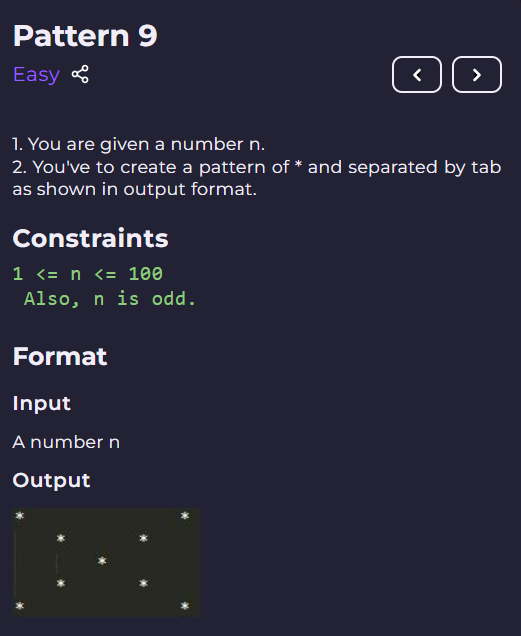 Pattern 9
Easy
1. You are given a number n.
2. You've to create a pattern of * and separated by tab
as shown in output format.
Constraints
1 <= n <= 100
Also, n is odd.
Format
Input
A number n
Output
*				*
	*		*
		*
	*		*
*				*